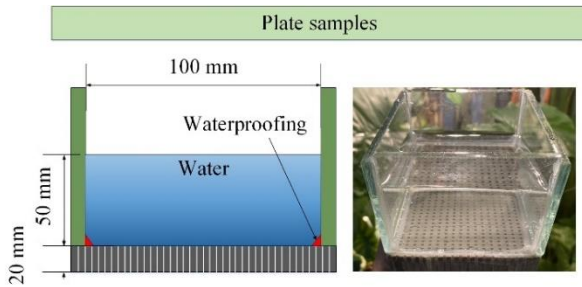 Plate samples
100 mm
Waterproofing
Water
50 mm
20 mm